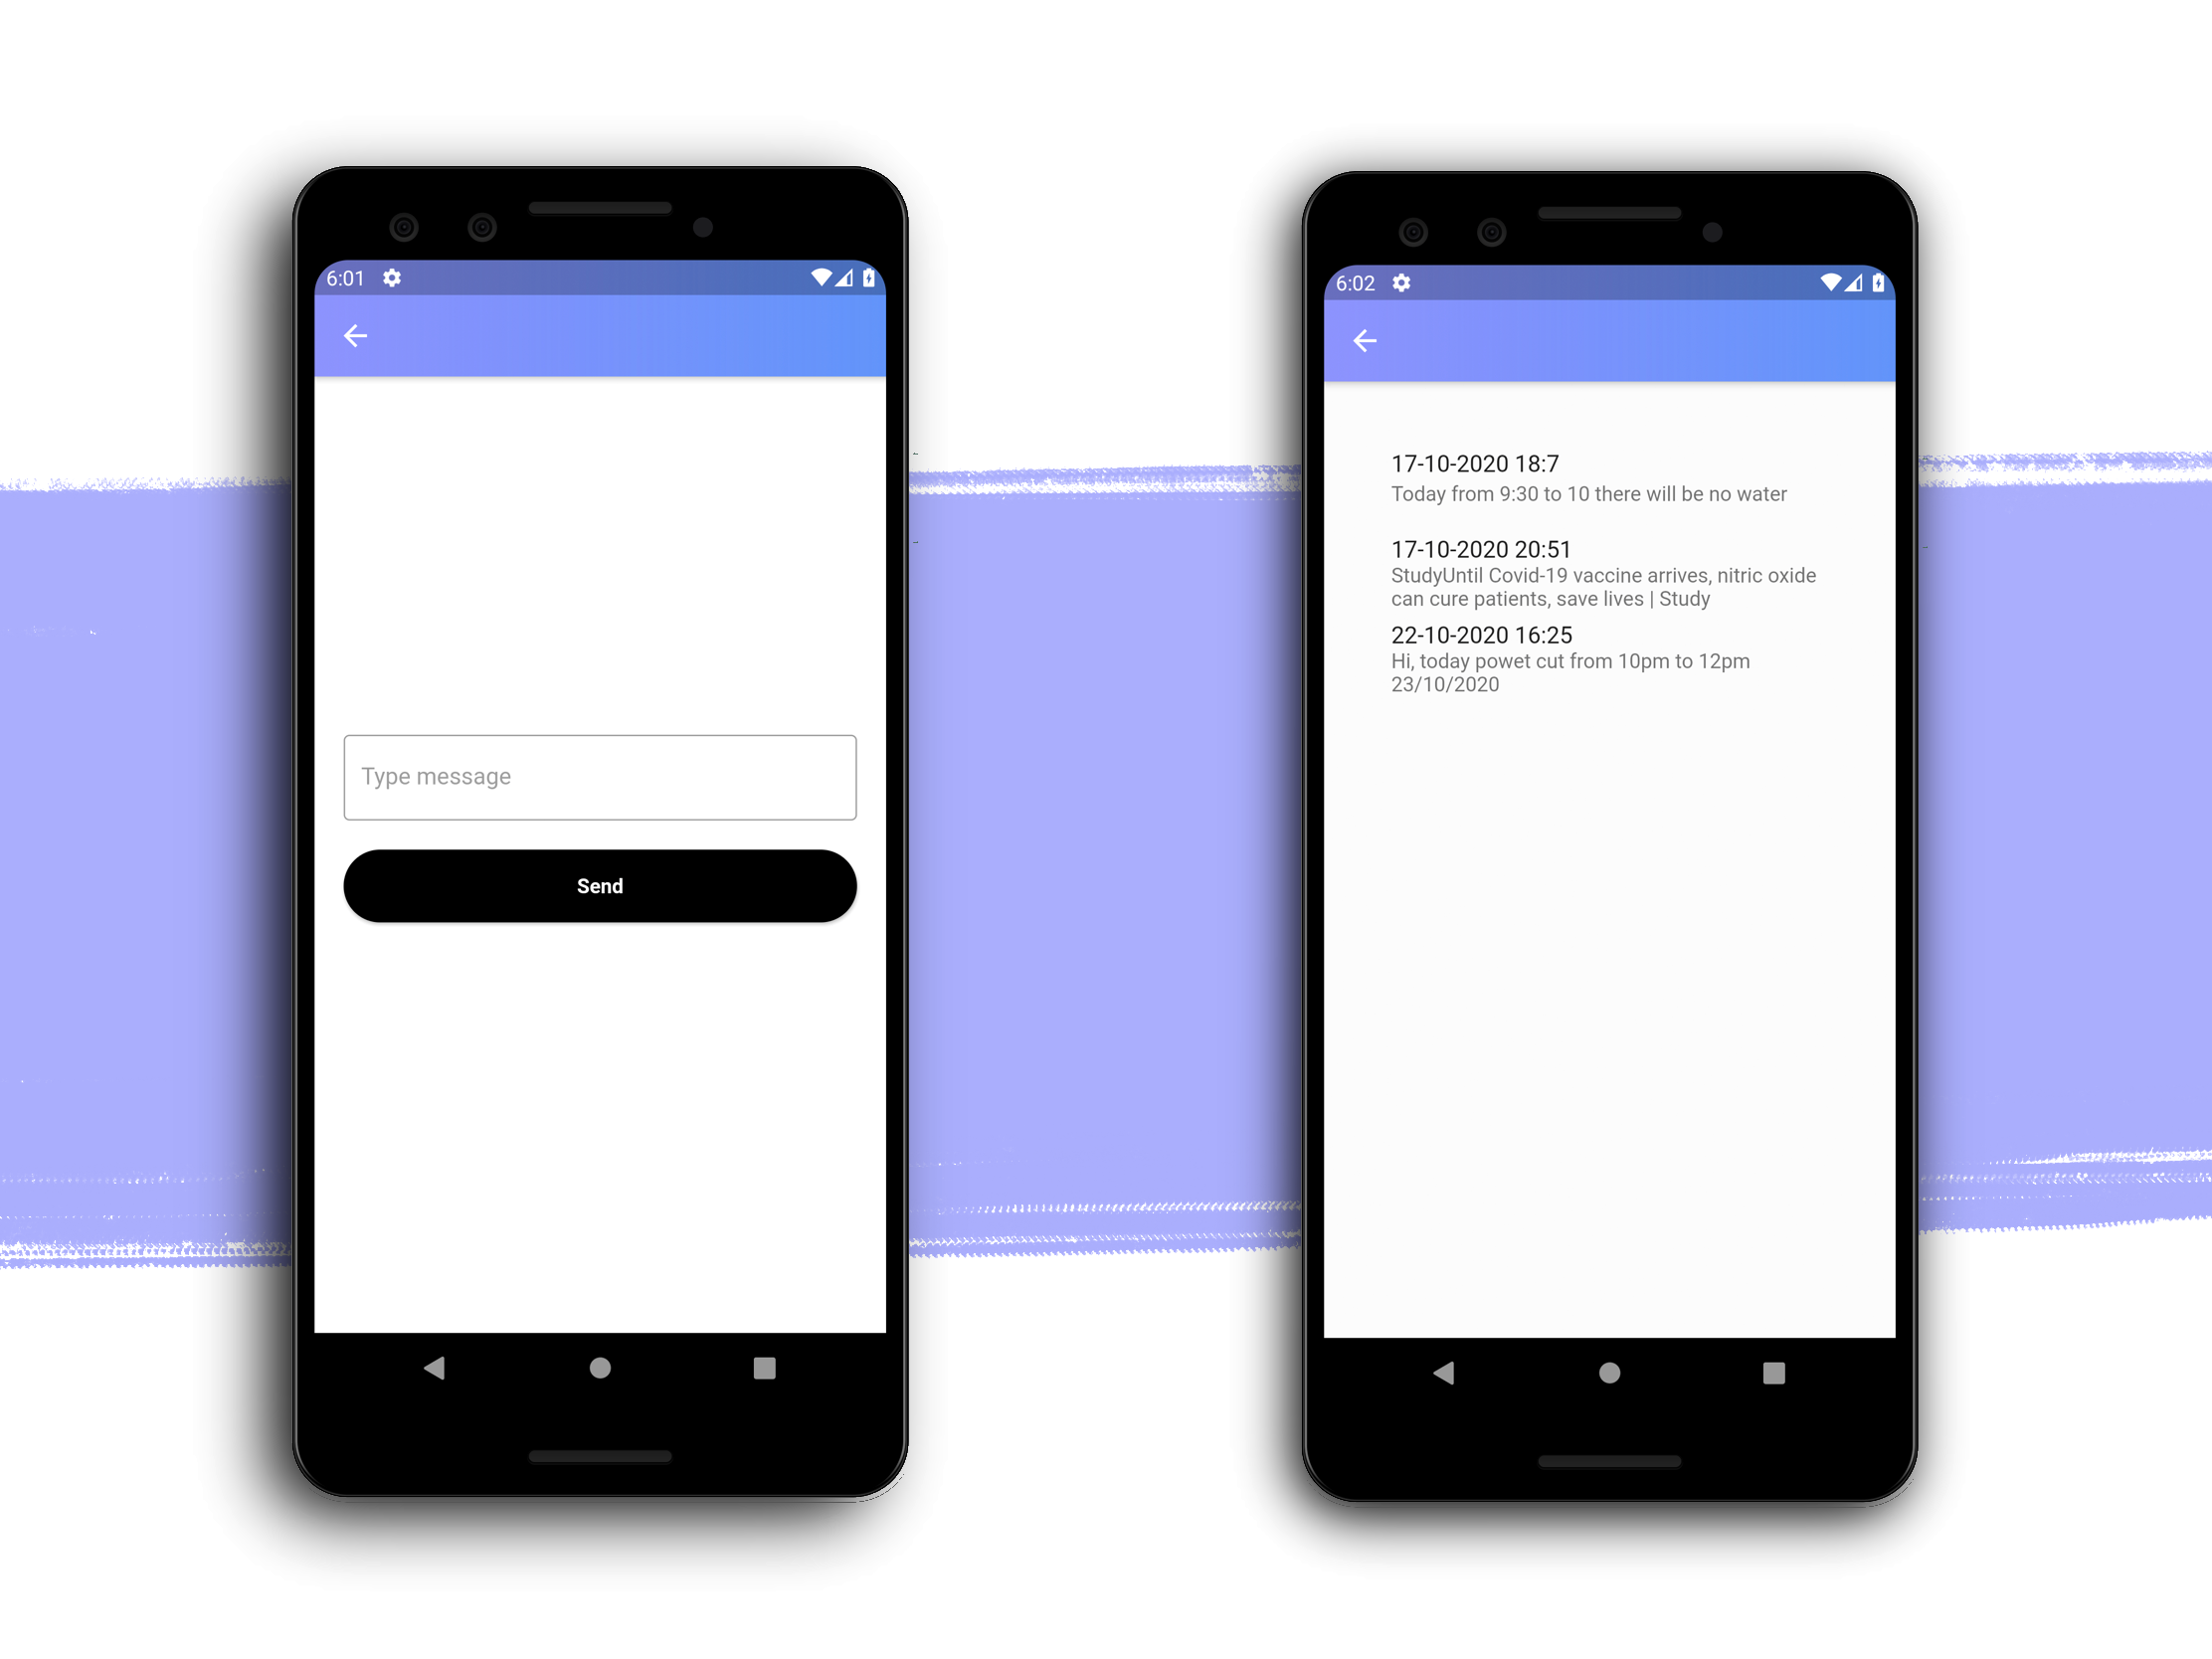 6:01
Type message
Send
6:02
17-10-2020 18:7
Today from 9:30 to 10 there will be no water
17-10-2020 20:51
StudyUntil Covid-19 vaccine arrives, nitric oxide
can cure patients, save lives | Study
22-10-2020 16:25
Hi, today powet cut from 10pm to 12pm
23/10/2020